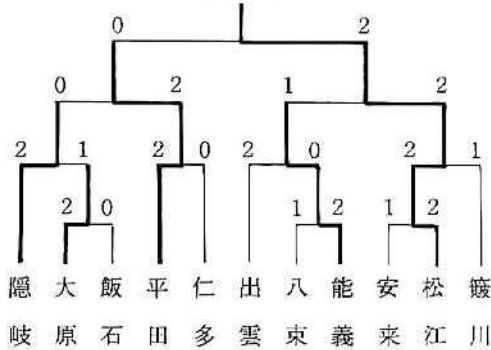 0 2
0 2 1 2
2 1 2 0 2 0 2 1
2 0 1 2 1 2
隠岐
大原
飯石
平田
仁多
出雲
八束
能義
安来
松江
簸川